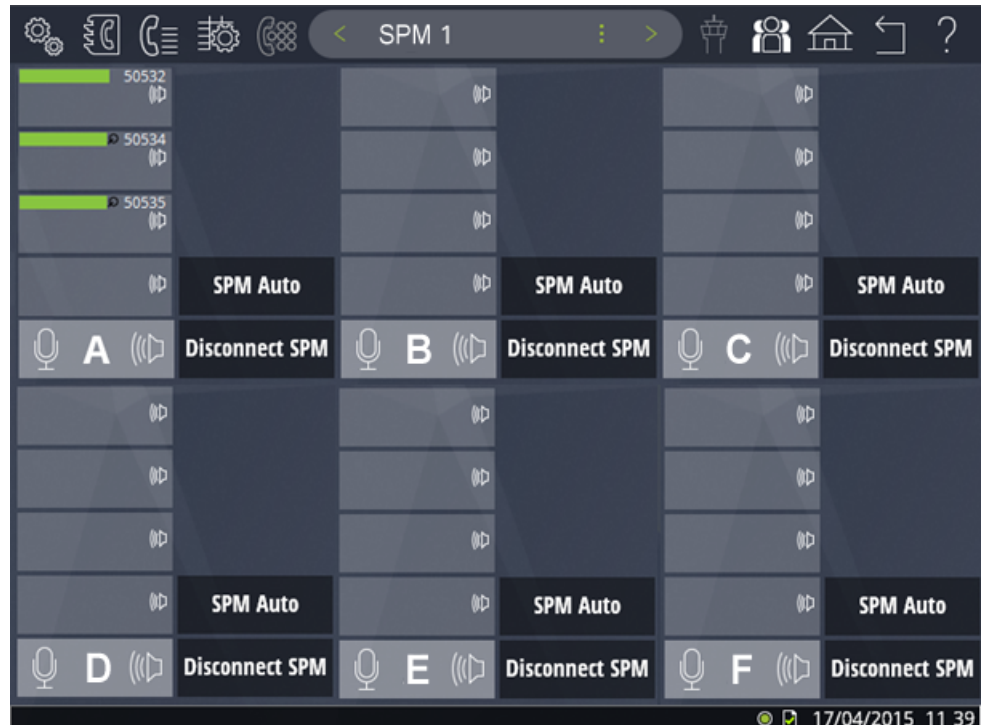 < SPM 1 >
?
50532
50534
50535
SPM Auto
SPM Auto
SPM Auto
A
Disconnect SPM
B
Disconnect SPM
C
Disconnect SPM
SPM Auto
SPM Auto
SPM Auto
D
Disconnect SPM
E
Disconnect SPM
F
Disconnect SPM
17/04/2015 11 39